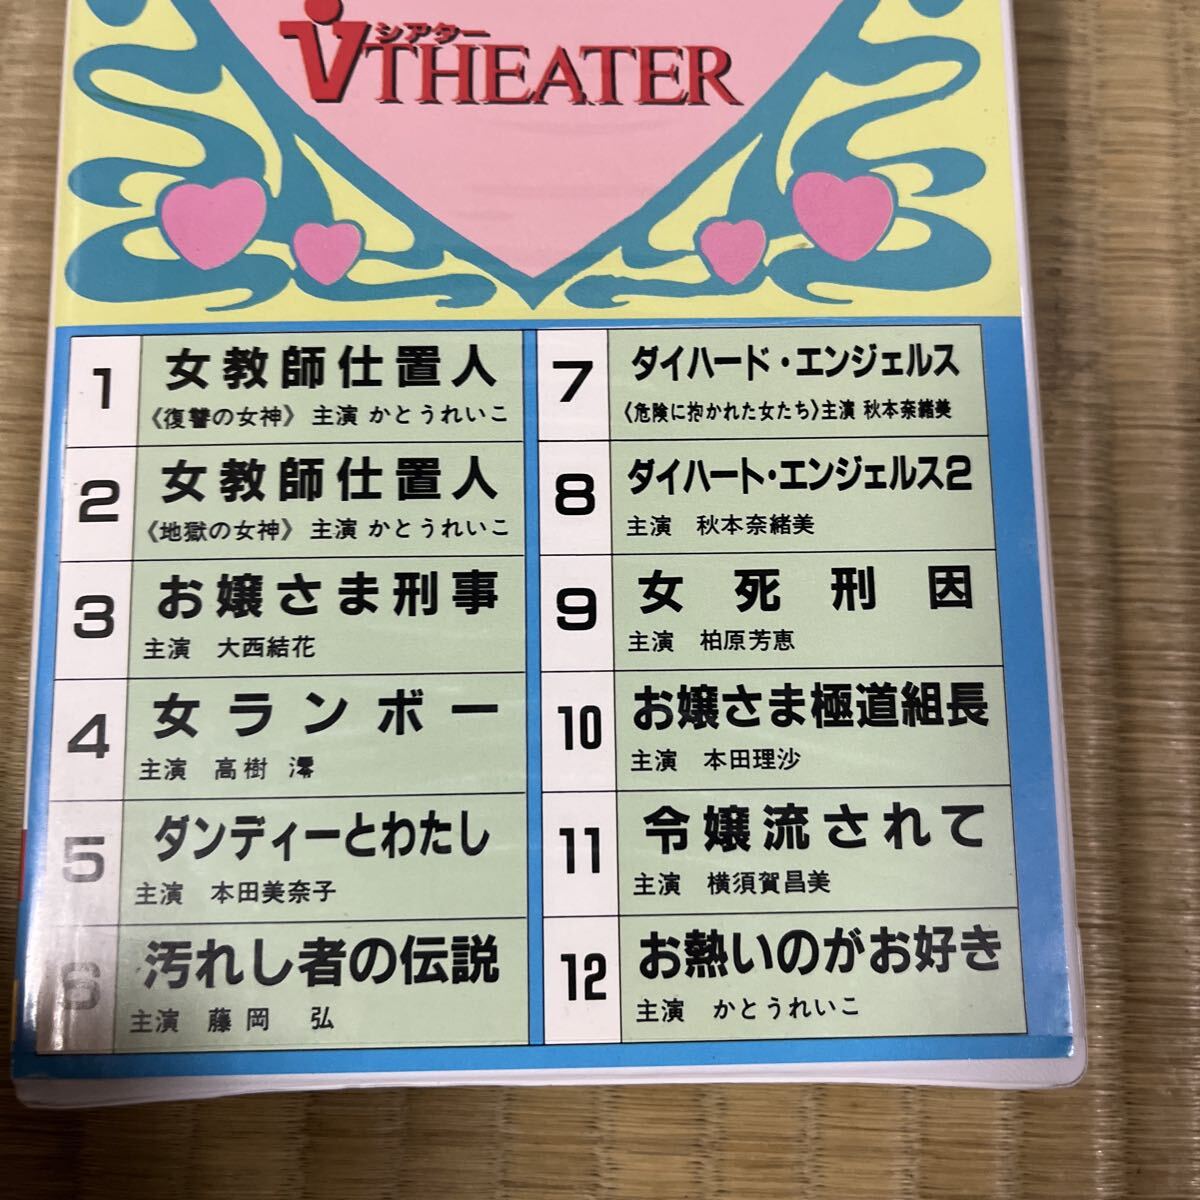 シアター
VTHEATER
1
女教師仕置人
《復讐の女神》 主演 かとうれいこ
2
女教師仕置人
《地獄の女神》 主演 かとうれいこ
3
お嬢さま刑事
主演 大西結花
4
女ランボー
主演 高樹 澪
5
ダンディーとわたし
主演 本田美奈子
6
汚れし者の伝説
主演 藤岡 弘
7
ダイハード・エンジェルス
《危険に抱かれた女たち》主演 秋本奈緒美
8
ダイハート・エンジェルス2
主演 秋本奈緒美
9
女死刑因
主演 柏原芳恵
10
お嬢さま極道組長
主演 本田理沙
11
令嬢流されて
主演 横須賀昌美
12
お熱いのがお好き
主演 かとうれいこ